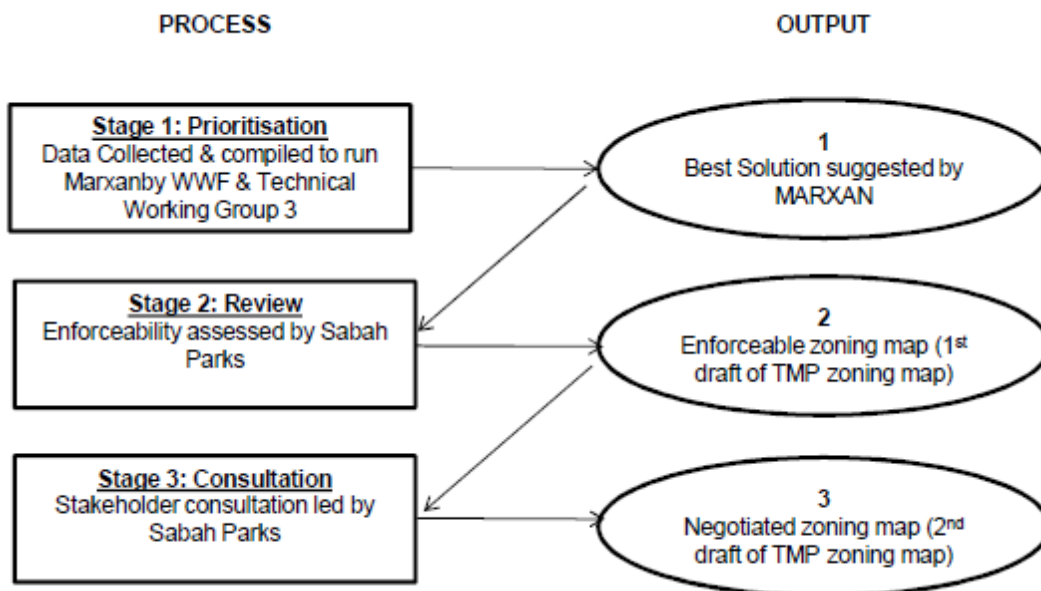 PROCESS
OUTPUT
Stage 1: Prioritisation
Data Collected & compiled to run
Marxanby WWF & Technical
Working Group 3
1
Best Solution suggested by
MARXAN
Stage 2: Review
Enforceability assessed by Sabah
Parks
2
Enforceable zoning map (1st
draft of TMP zoning map)
Stage 3: Consultation
Stakeholder consultation led by
Sabah Parks
3
Negotiated zoning map (2nd
draft of TMP zoning map)